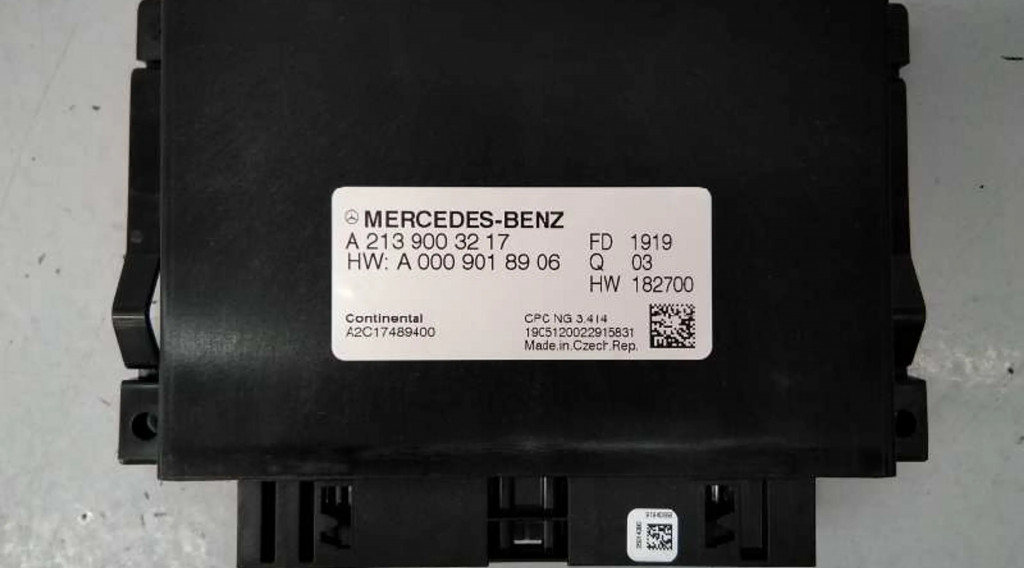 MERCEDES-BENZ
A 213 900 32 17
HW: A 000 901 89 06
FD 1919
Q 03
HW 182700
Continental
A2C17489400
CPC NG 3.414
1905120022915831
Made.in.Czech.Rep.